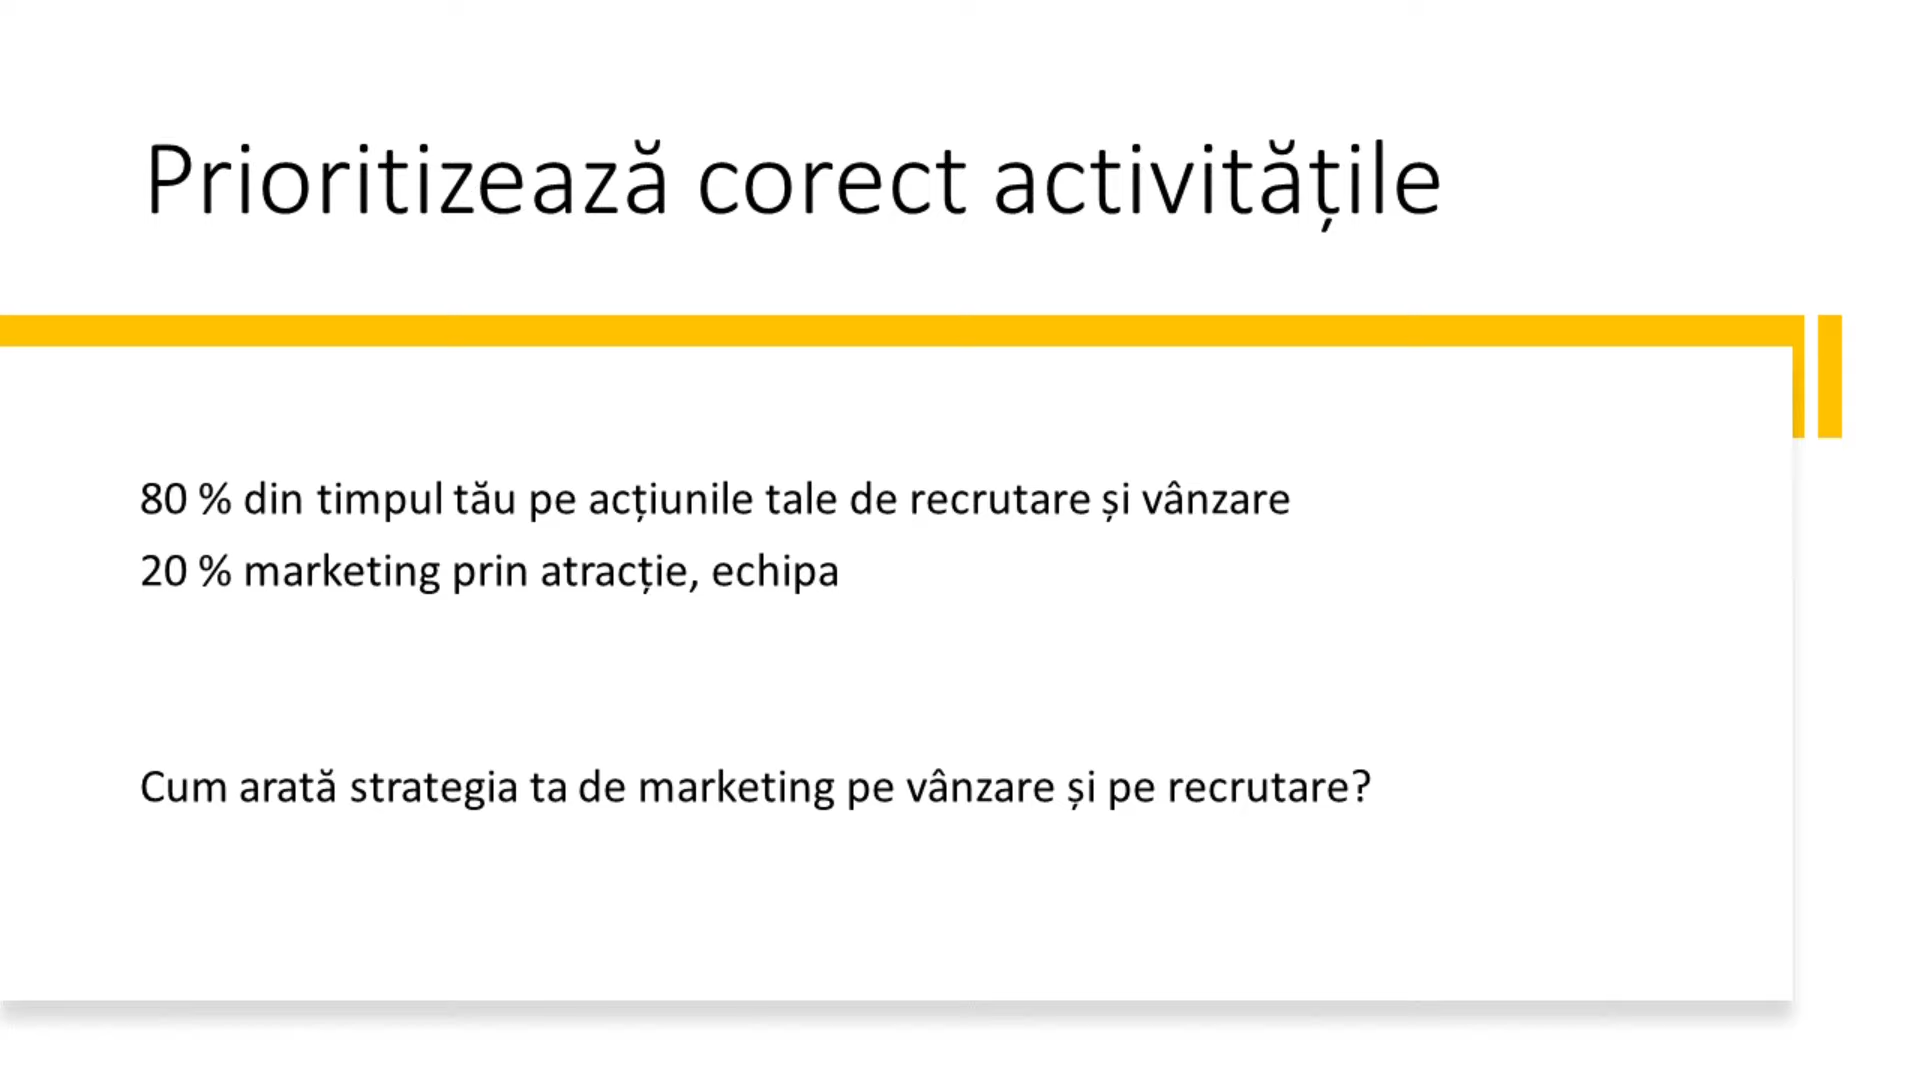 Prioritizează corect activitățile
80 % din timpul tău pe acțiunile tale de recrutare și vânzare
20 % marketing prin atracție, echipa
Cum arată strategia ta de marketing pe vânzare și pe recrutare?